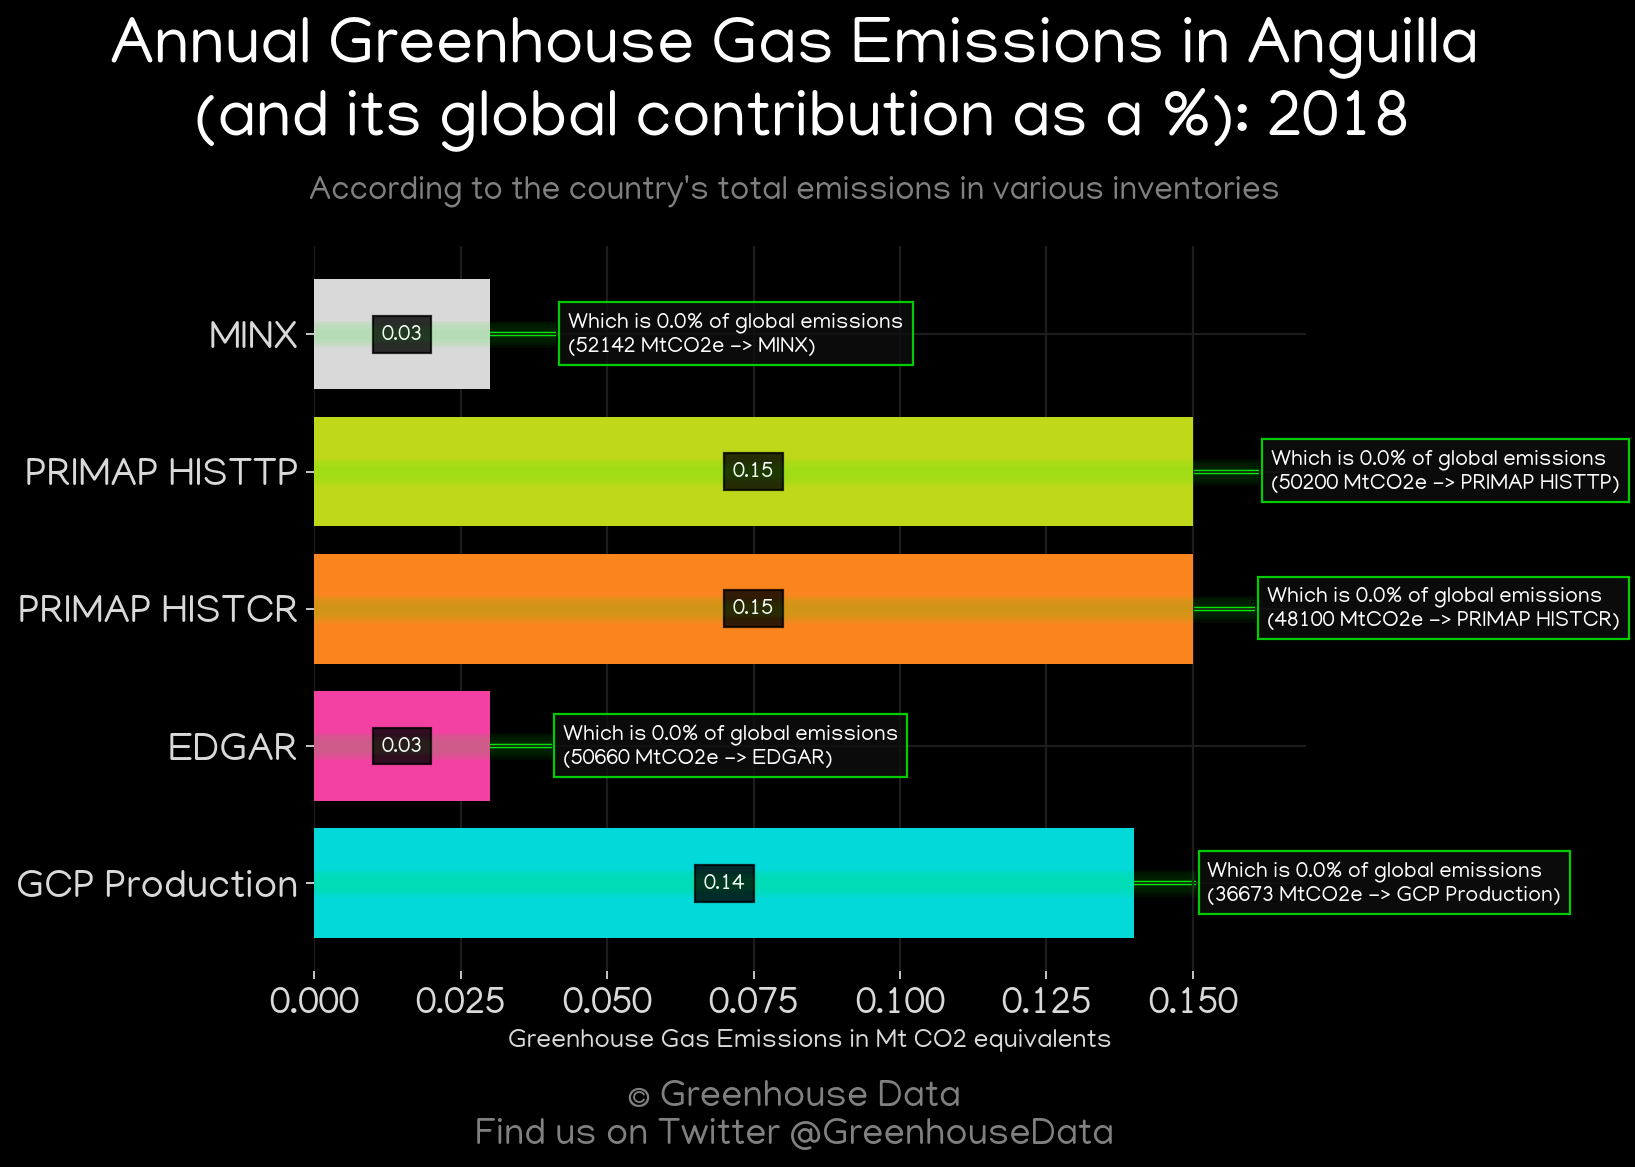 Annual Greenhouse Gas Emissions in Anguilla
(and its global contribution as a %): 2018
According to the country's total emissions in various inventories
MINX
0.03
Which is 0.0% of global emissions
(52142 MtCO2e -> MINX)
PRIMAP HISTTP
0.15
Which is 0.0% of global emissions
(50200 MtCO2e -> PRIMAP HISTTP)
PRIMAP HISTCR
0.15
Which is 0.0% of global emissions
(48100 MtCO2e -> PRIMAP HISTCR)
EDGAR
0.03
Which is 0.0% of global emissions
(50660 MtCO2e -> EDGAR)
GCP Production
0.14
Which is 0.0% of global emissions
(36673 MtCO2e -> GCP Production)
0.000 0.025 0.050 0.075 0.100 0.125 0.150
Greenhouse Gas Emissions in Mt CO2 equivalents
© Greenhouse Data
Find us on Twitter @GreenhouseData